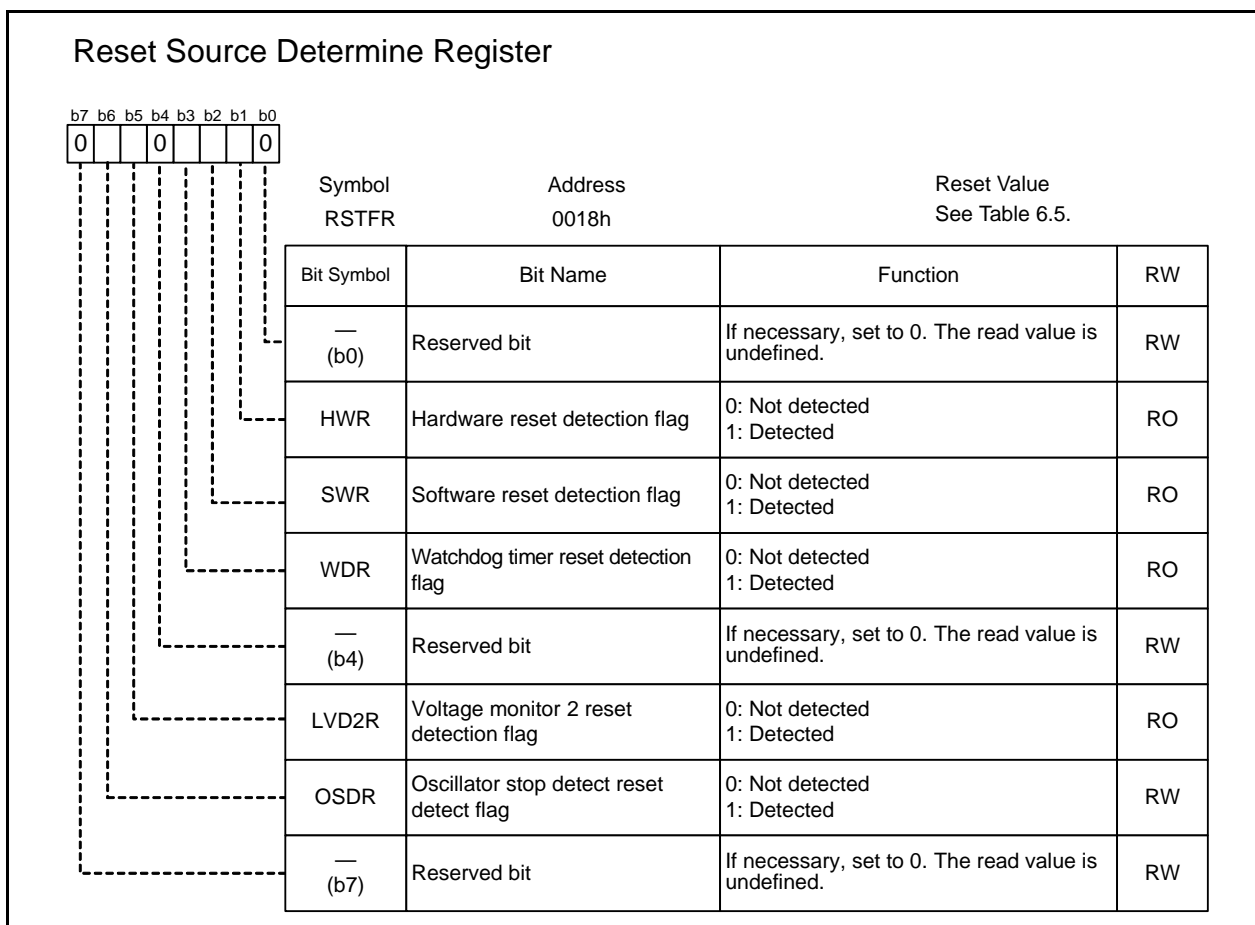 Reset Source Determine Register
b7 b6 b5 b4 b3 b2 b1 b0
0 0 0
Symbol Address Reset Value
RSTFR 0018h See Table 6.5.
Bit Symbol Bit Name Function RW
—
(b0)
Reserved bit
If necessary, set to 0. The read value is
undefined.
RW
HWR
Hardware reset detection flag
0: Not detected
1: Detected
RO
SWR
Software reset detection flag
0: Not detected
1: Detected
RO
WDR
Watchdog timer reset detection
flag
0: Not detected
1: Detected
RO
—
(b4)
Reserved bit
If necessary, set to 0. The read value is
undefined.
RW
LVD2R
Voltage monitor 2 reset
detection flag
0: Not detected
1: Detected
RO
OSDR
Oscillator stop detect reset
detect flag
0: Not detected
1: Detected
RW
—
(b7)
Reserved bit
If necessary, set to 0. The read value is
undefined.
RW